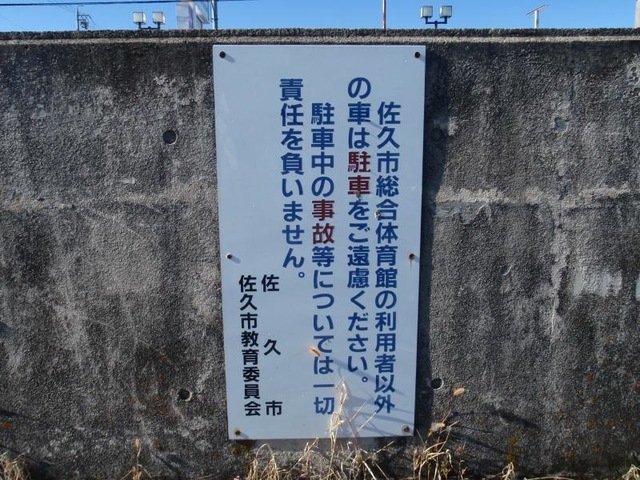 佐久市総合体育館の利用者以外
の車は駐車をご遠慮ください。
駐車中の事故等については一切
責任を負いません。
佐久市
佐久市教育委員会